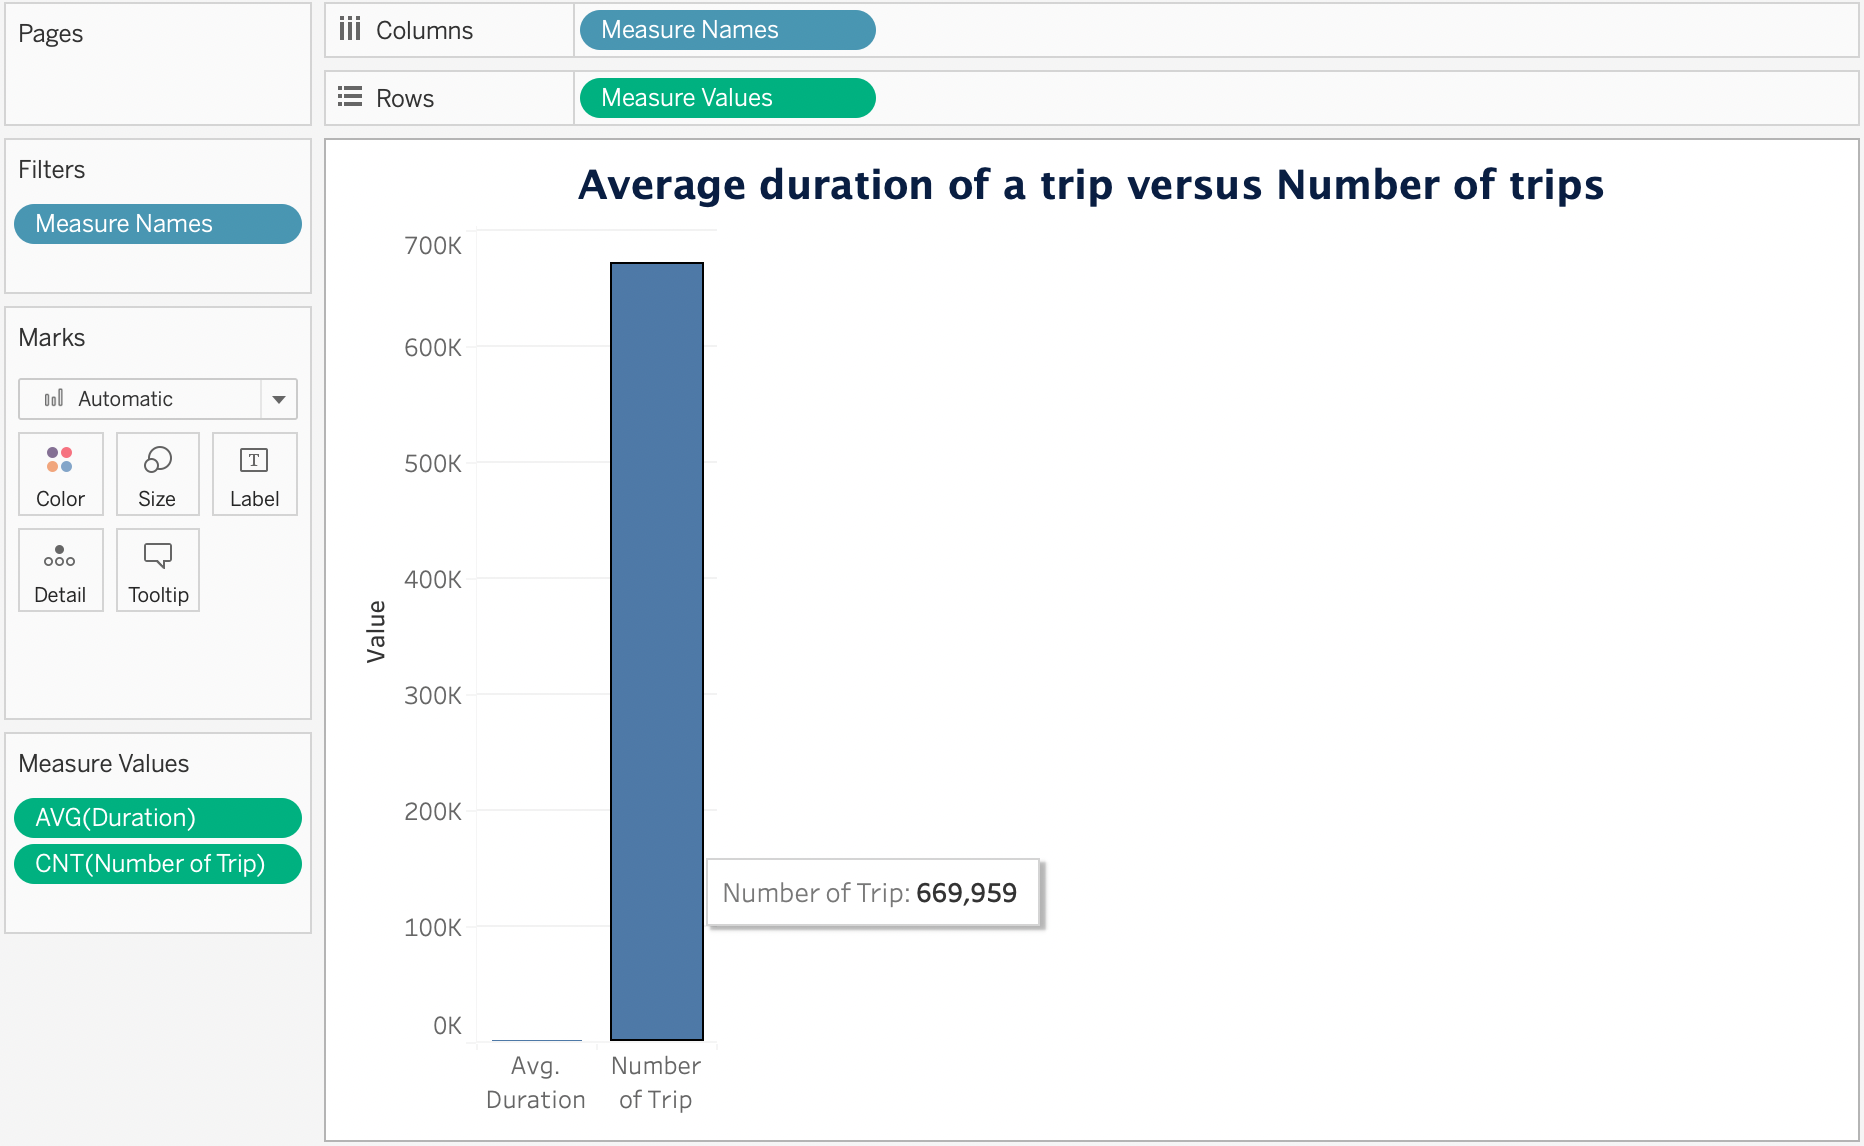 Pages
Columns
Measure Names
Rows
Measure Values
Filters
Measure Names
Marks
Automatic
Color
Size
T
Label
Detail
Tooltip
Measure Values
AVG(Duration)
CNT(Number of Trip)
Average duration of a trip versus Number of trips
Value
700K
600K
500K
400K
300K
200K
100K
0K
Number of Trip: 669,959
Avg.
Duration
Number
of Trip